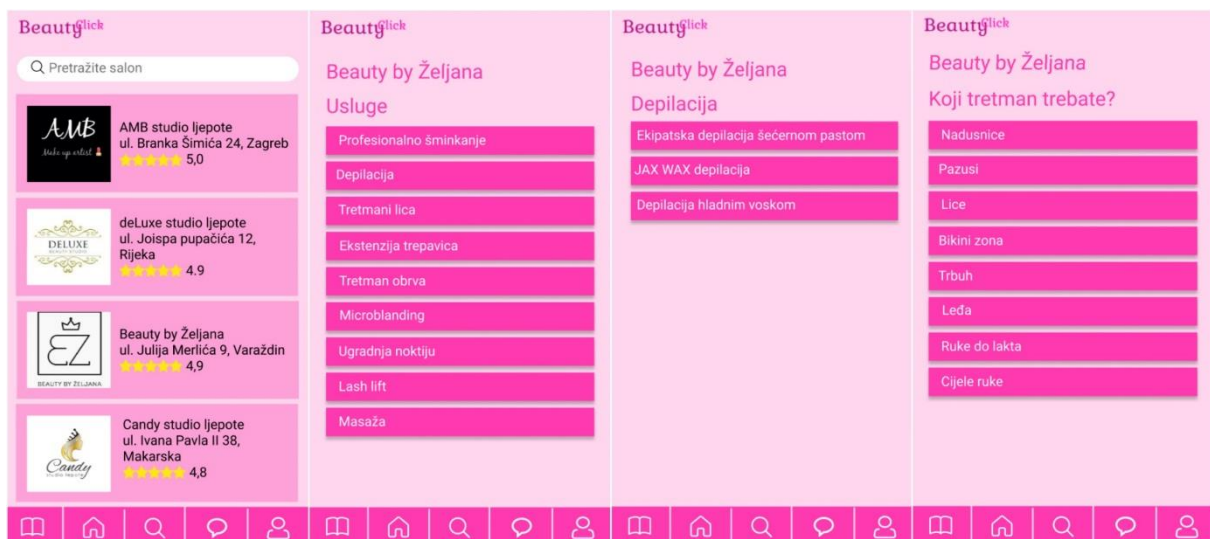 BeautyClick
Pretražite salon
AMB
Make up artist
AMB studio ljepote
ul. Branka Šimića 24, Zagreb
5,0
DELUXE
BEAUTY STUDIO
deLuxe studio ljepote
ul. Joispa pupačića 12,
Rijeka
4.9
EZ
BEAUTY BY ŽELJANA
Beauty by Željana
ul. Julija Merlića 9, Varaždin
4,9
Candy
Candy studio ljepote
ul. Ivana Pavla II 38,
Makarska
4,8
BeautyClick
Beauty by Željana
Usluge
Profesionalno šminkanje
Depilacija
Tretmani lica
Ekstenzija trepavica
Tretman obrva
Microblanding
Ugradnja noktiju
Lash lift
Masaža
BeautyClick
Beauty by Željana
Depilacija
Ekipatska depilacija šećernom pastom
JAX WAX depilacija
Depilacija hladnim voskom
BeautyClick
Beauty by Željana
Koji tretman trebate?
Nadusnice
Pazusi
Lice
Bikini zona
Trbuh
Leđa
Ruke do lakta
Cijele ruke